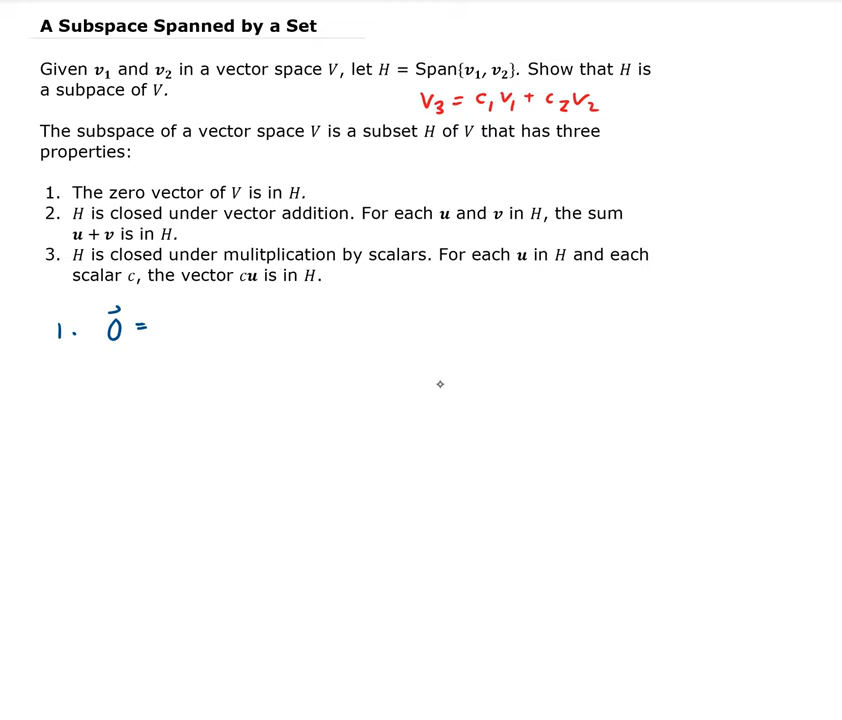 A Subspace Spanned by a Set
Given v₁ and v₂ in a vector space V, let H = Span{v₁, v₂}. Show that H is
a subpace of V.
V₃ = c₁V₁ + c₂V₂
The subspace of a vector space V is a subset H of V that has three
properties:
1. The zero vector of V is in H.
2. H is closed under vector addition. For each u and v in H, the sum
u + v is in H.
3. H is closed under mulitplication by scalars. For each u in H and each
scalar c, the vector cu is in H.
1. 0⃗ =